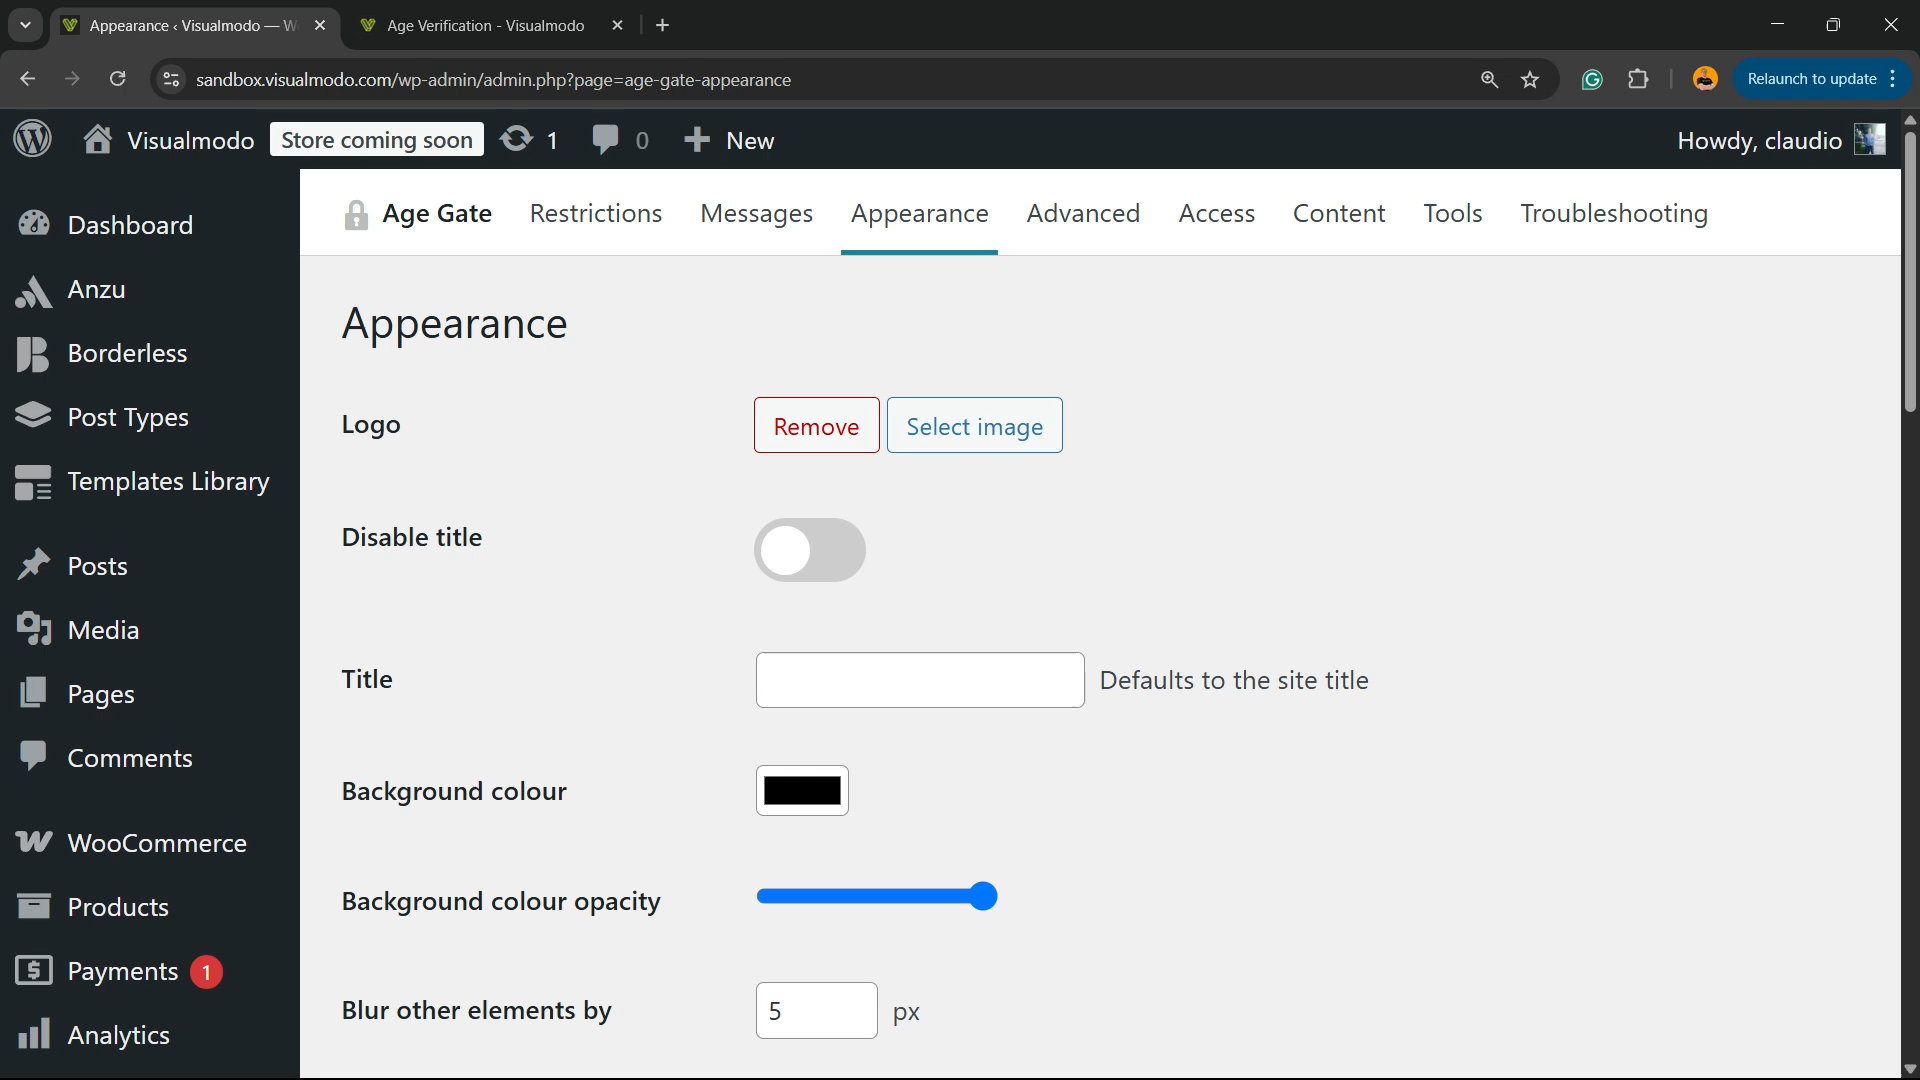 Appearance ‹ Visualmodo — W
Age Verification - Visualmodo
sandbox.visualmodo.com/wp-admin/admin.php?page=age-gate-appearance
Relaunch to update
Visualmodo
Store coming soon
1
0
New
Howdy, claudio
Dashboard
Anzu
Borderless
Post Types
Templates Library
Posts
Media
Pages
Comments
WooCommerce
Products
Payments 1
Analytics
Age Gate Restrictions Messages Appearance Advanced Access Content Tools Troubleshooting
Appearance
Logo Remove Select image
Disable title
Title Defaults to the site title
Background colour
Background colour opacity
Blur other elements by 5 px